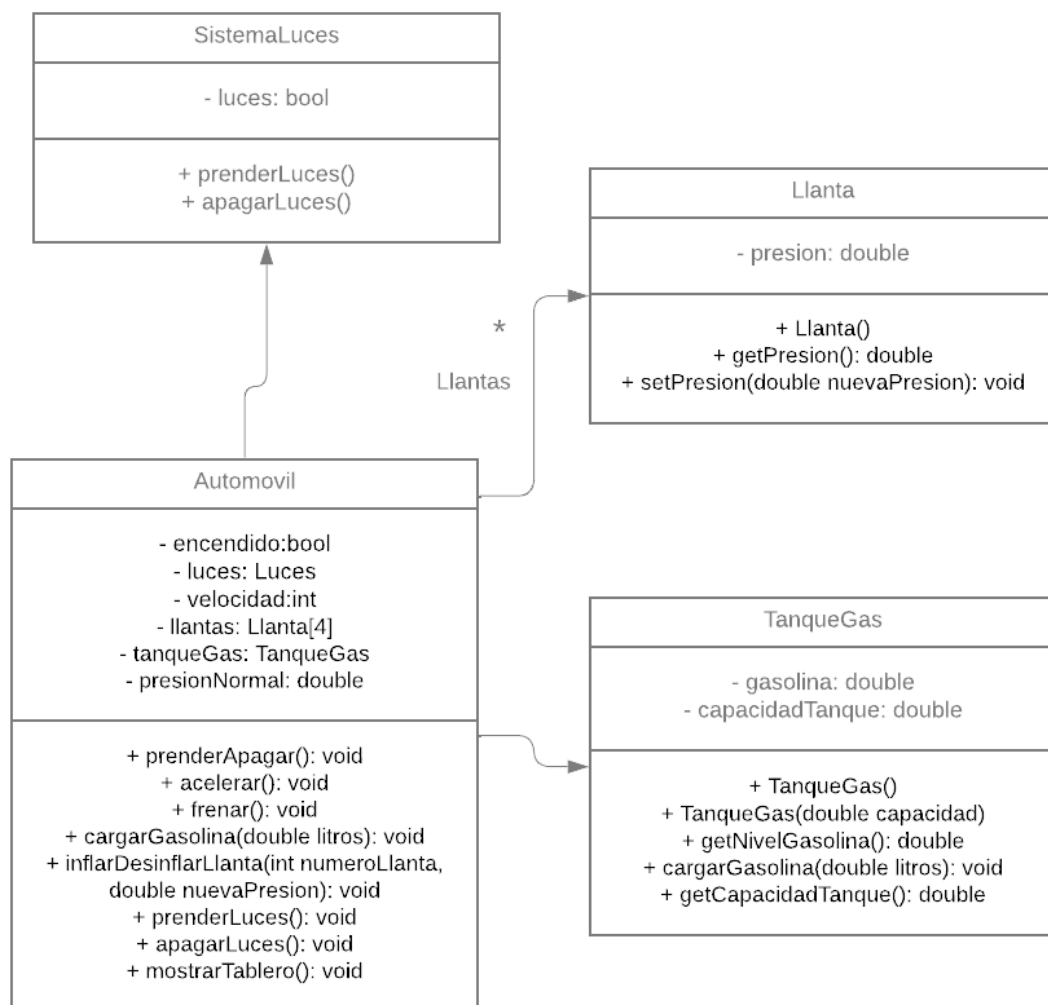 SistemaLuces
- luces: bool
+ prenderLuces()
+ apagarLuces()
Llanta
- presion: double
+ Llanta()
+ getPresion(): double
+ setPresion(double nuevaPresion): void
*
Llantas
Automovil
- encendido:bool
- luces: Luces
- velocidad:int
- llantas: Llanta[4]
- tanqueGas: TanqueGas
- presionNormal: double
+ prenderApagar(): void
+ acelerar(): void
+ frenar(): void
+ cargarGasolina(double litros): void
+ inflarDesinflarLlanta(int numeroLlanta,
double nuevaPresion): void
+ prenderLuces(): void
+ apagarLuces(): void
+ mostrarTablero(): void
TanqueGas
- gasolina: double
- capacidadTanque: double
+ TanqueGas()
+ TanqueGas(double capacidad)
+ getNivelGasolina(): double
+ cargarGasolina(double litros): void
+ getCapacidadTanque(): double